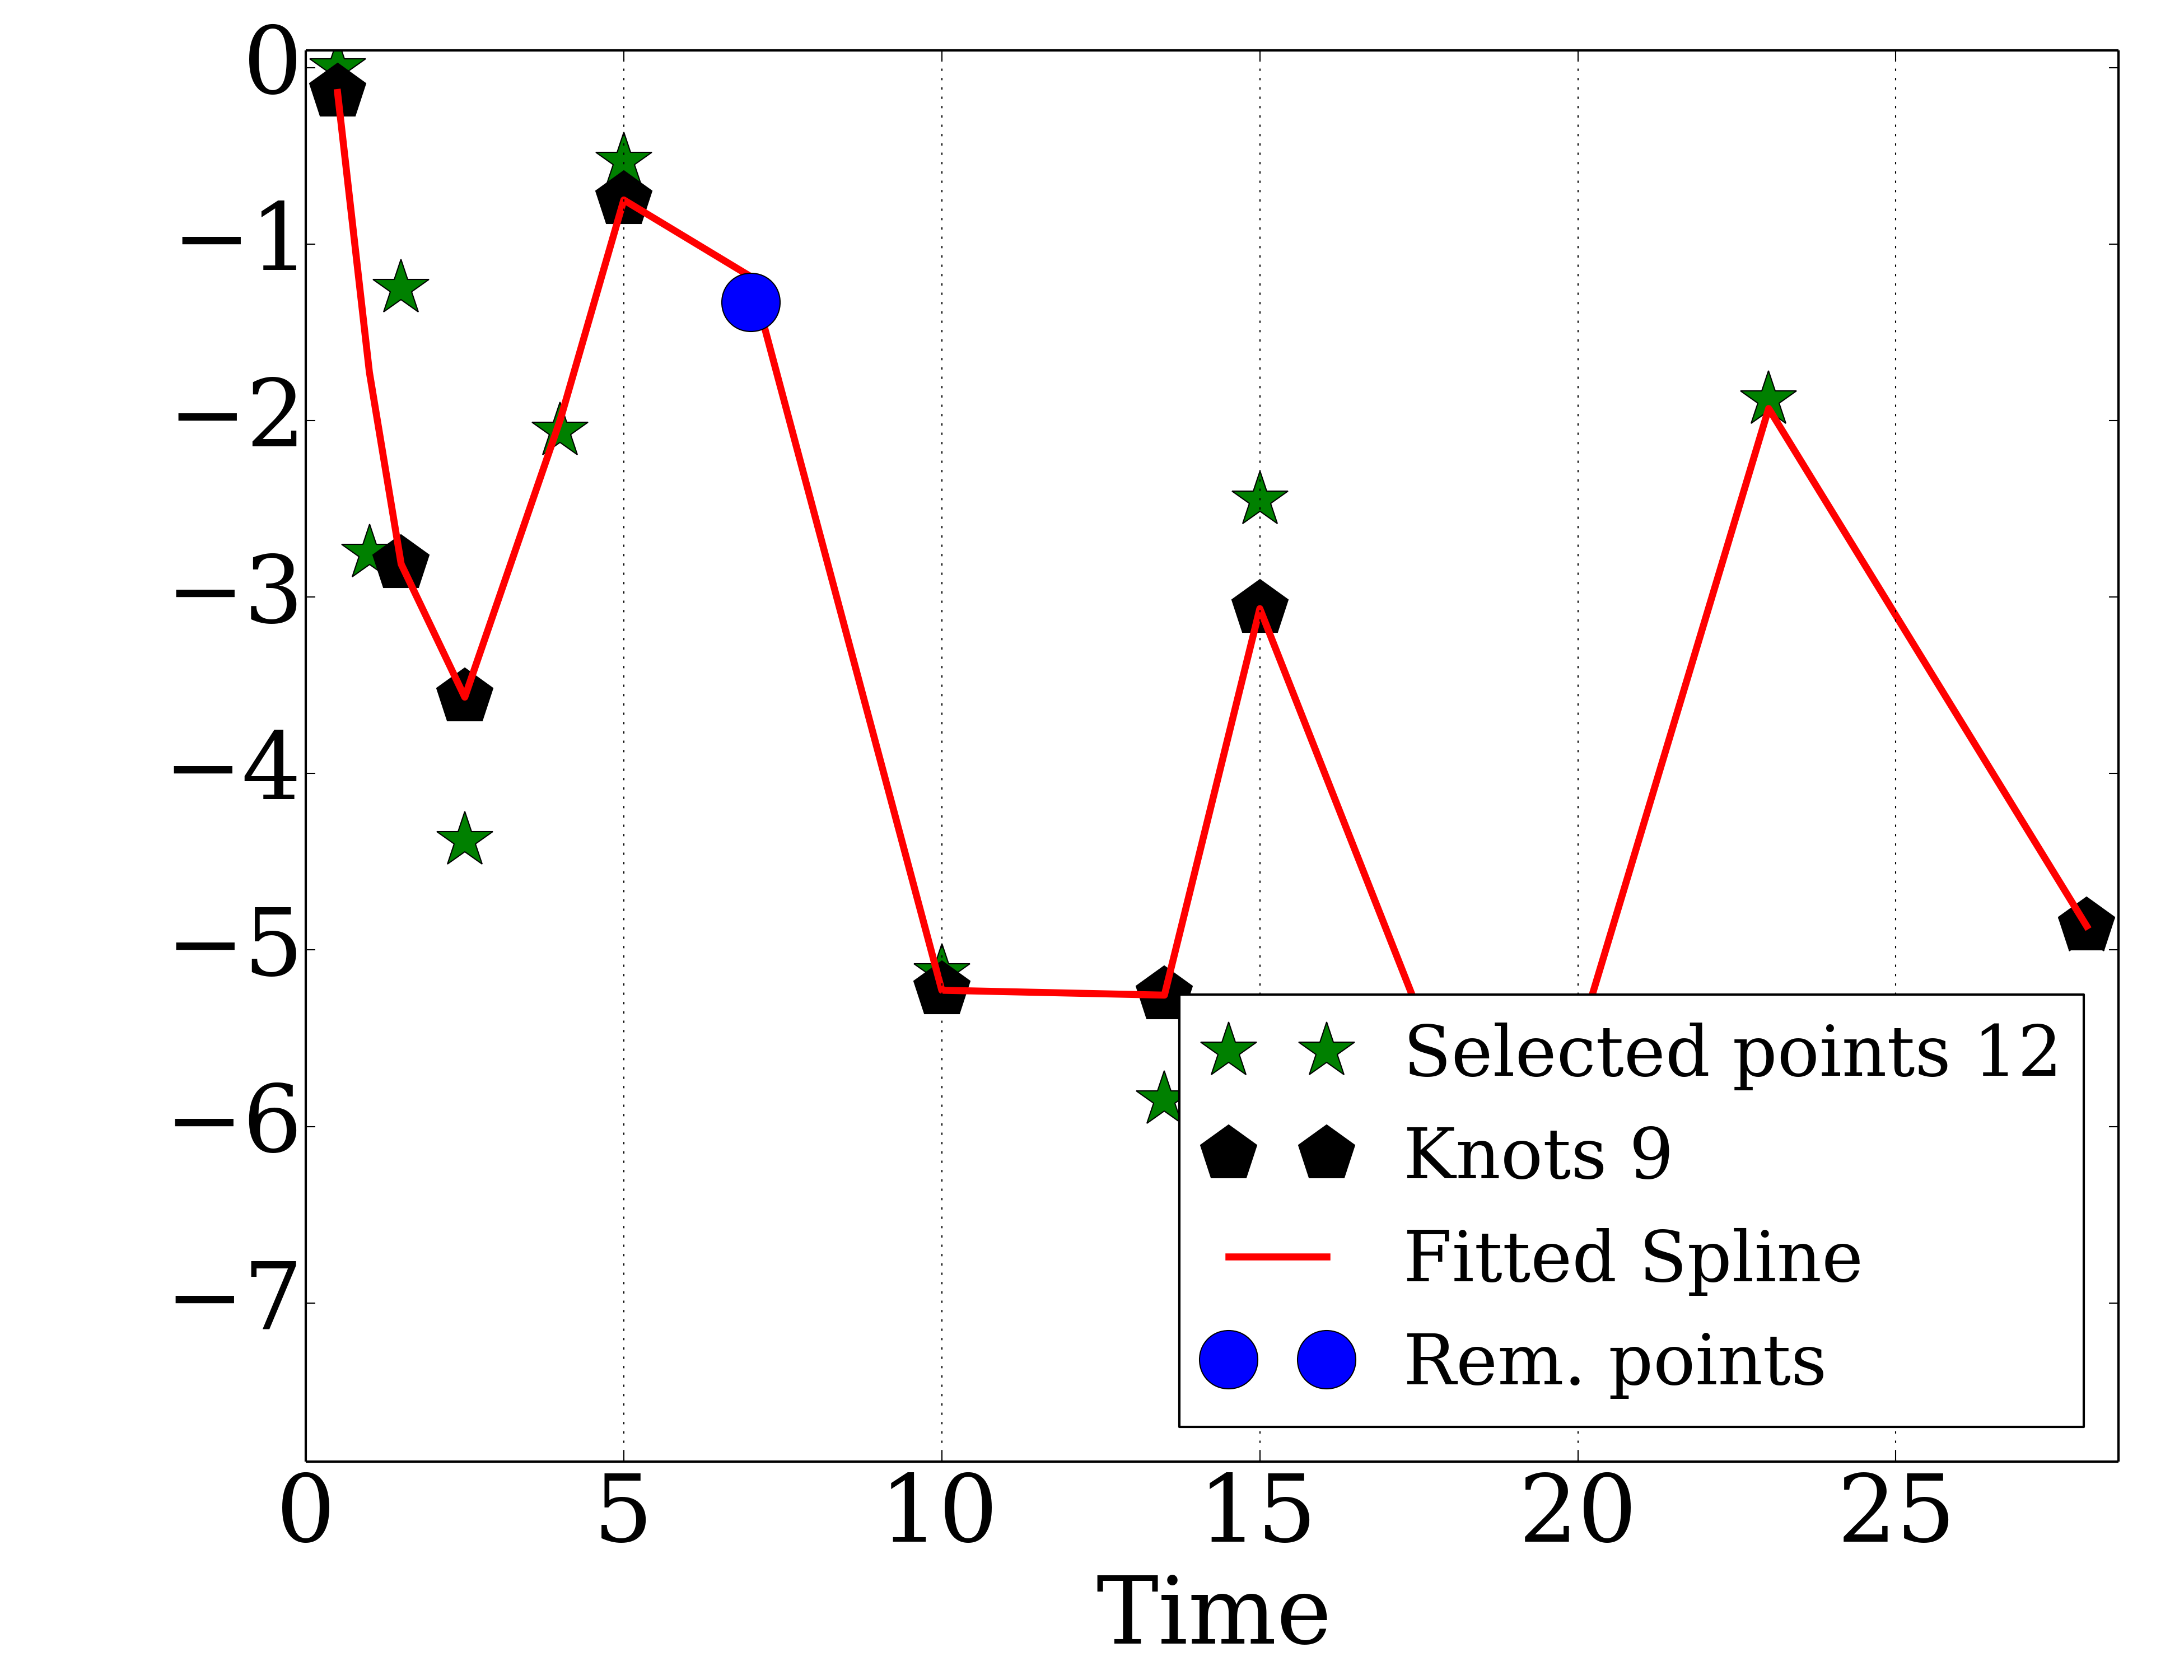 0
−1
−2
−3
−4
−5
−6
−7
Selected points 12
Knots 9
Fitted Spline
Rem. points
0 5 10 15 20 25
Time